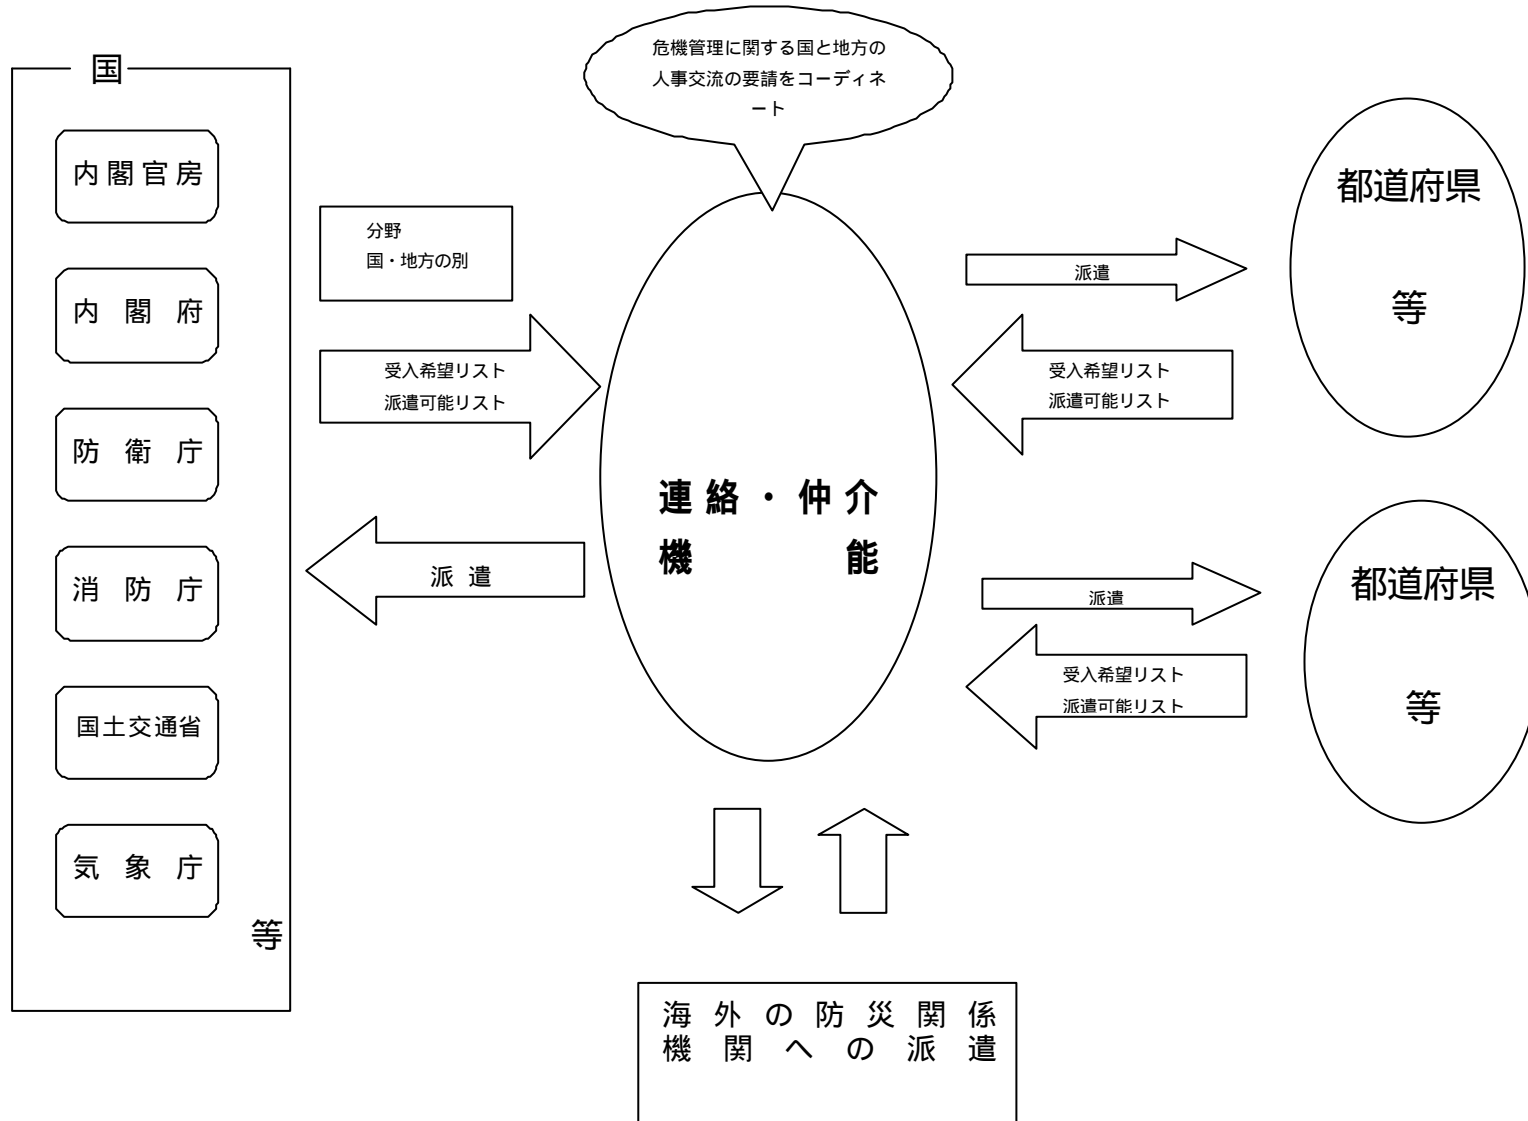 国
内閣官房
内閣府
防衛庁
消防庁
国土交通省
気象庁
等
分野
国・地方の別
受入希望リスト
派遣可能リスト
派遣
危機管理に関する国と地方の
人事交流の要請をコーディネ
ート
連絡・仲介
機能
派遣
受入希望リスト
派遣可能リスト
都道府県
等
派遣
受入希望リスト
派遣可能リスト
都道府県
等
海外の防災関係
機関への派遣